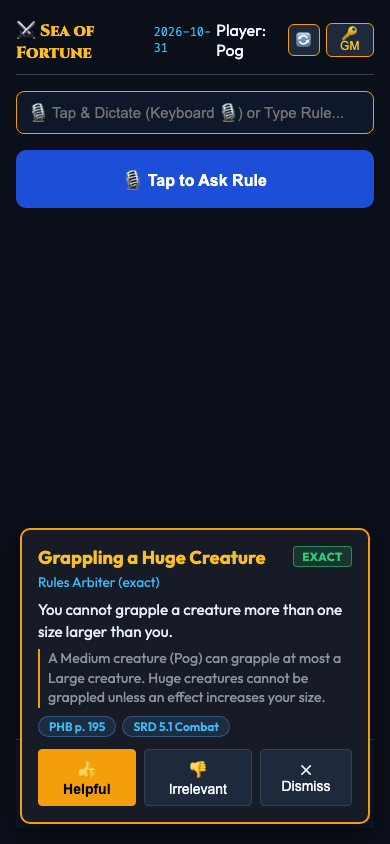 ⚔️ Sea of Fortune
2026-10-31
Player: Pog
🔄
🔑 GM
🎙️ Tap & Dictate (Keyboard 🎙️) or Type Rule...
🎙️ Tap to Ask Rule
Grappling a Huge Creature
EXACT
Rules Arbiter (exact)
You cannot grapple a creature more than one
size larger than you.
A Medium creature (Pog) can grapple at most a
Large creature. Huge creatures cannot be
grappled unless an effect increases your size.
PHB p. 195
SRD 5.1 Combat
👍 Helpful
👎 Irrelevant
✕ Dismiss